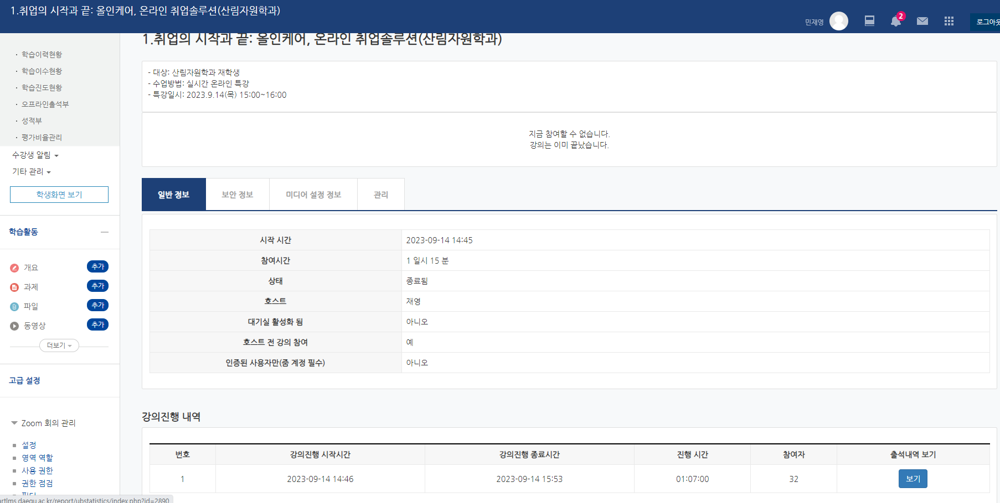 1.취업의 시작과 끝: 올인케어, 온라인 취업솔루션(산림자원학과)
민재영
2
로그아웃
1.취업의 시작과 끝: 올인케어, 온라인 취업솔루션(산림자원학과)
· 학습이력현황
· 학습이수현황
· 학습진도현황
· 오프라인출석부
· 성적부
· 평가비율관리
수강생 알림
기타 관리
학생화면 보기
학습활동
개요 추가
과제 추가
파일 추가
동영상 추가
더보기
고급 설정
Zoom 회의 관리
설정
영역 역할
사용 권한
권한 점검
artlms.daegu.ac.kr/report/ubstatistics/index.php?id=2890
- 대상: 산림자원학과 재학생
- 수업방법: 실시간 온라인 특강
- 특강일시: 2023.9.14(목) 15:00~16:00
지금 참여할 수 없습니다.
강의는 이미 끝났습니다.
일반 정보 보안 정보 미디어 설정 정보 관리
시작 시간 2023-09-14 14:45
참여시간 1 일시 15 분
상태 종료됨
호스트 재영
대기실 활성화 됨 아니오
호스트 전 강의 참여 예
인증된 사용자만(줌 계정 필수) 아니오
강의진행 내역
번호 강의진행 시작시간 강의진행 종료시간 진행 시간 참여자 출석내역 보기
1 2023-09-14 14:46 2023-09-14 15:53 01:07:00 32 보기